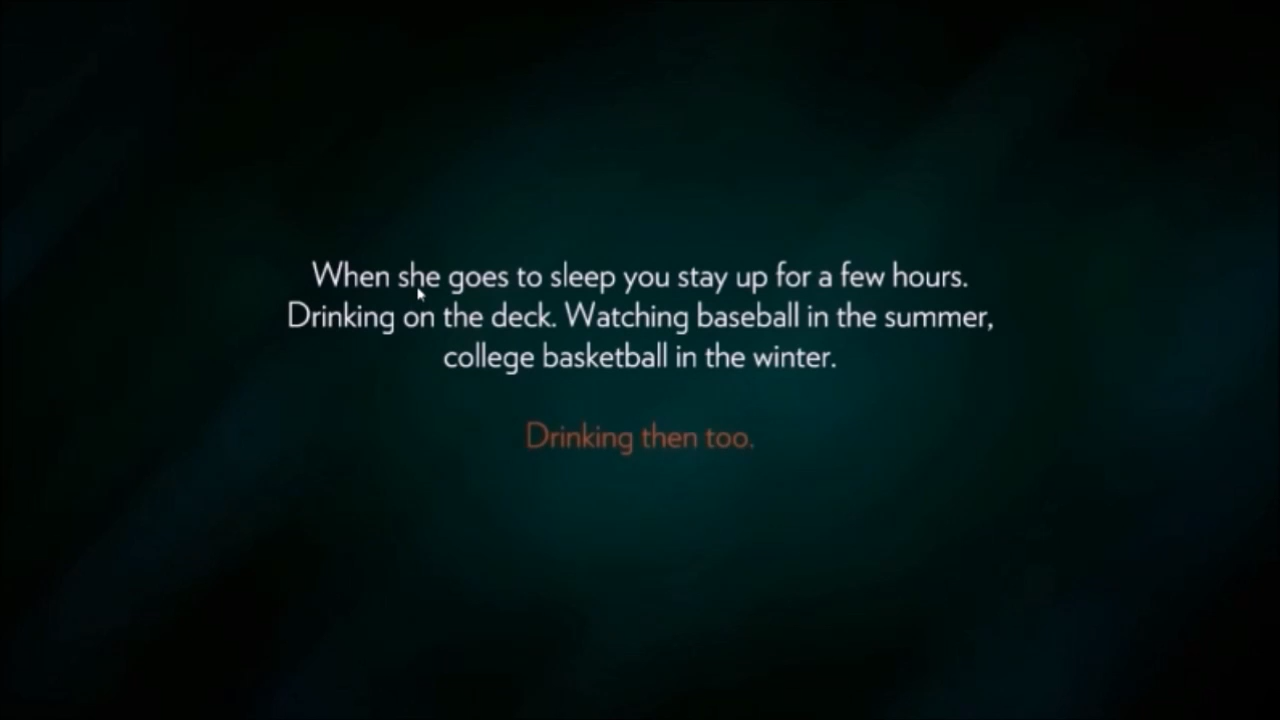 When she goes to sleep you stay up for a few hours.
Drinking on the deck. Watching baseball in the summer,
college basketball in the winter.
Drinking then too.